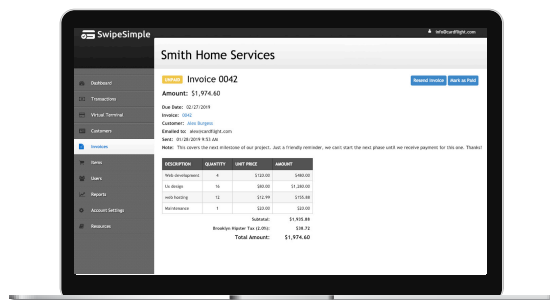 SwipeSimple
info@cardflight.com
Smith Home Services
Dashboard
Transactions
Virtual Terminal
Customers
Invoices
Items
Users
Reports
Account Settings
Resources
UNPAID Invoice 0042
Resend Invoice Mark as Paid
Amount: $1,974.60
Due Date: 02/27/2019
Invoice: 0042
Customer: Alex Burgess
Emailed to: alex@cardflight.com
Sent: 01/28/2019 9:53 AM
Note: This covers the next milestone of our project. Just a friendly reminder, we cant start the next phase until we receive payment for this one. Thanks!
DESCRIPTION QUANTITY UNIT PRICE AMOUNT
Web development 4 $120.00 $480.00
Ux design 16 $80.00 $1,280.00
web hosting 12 $12.99 $155.88
Maintenance 1 $20.00 $20.00
Subtotal: $1,935.88
Brooklyn Hipster Tax (2.0%): $38.72
Total Amount: $1,974.60